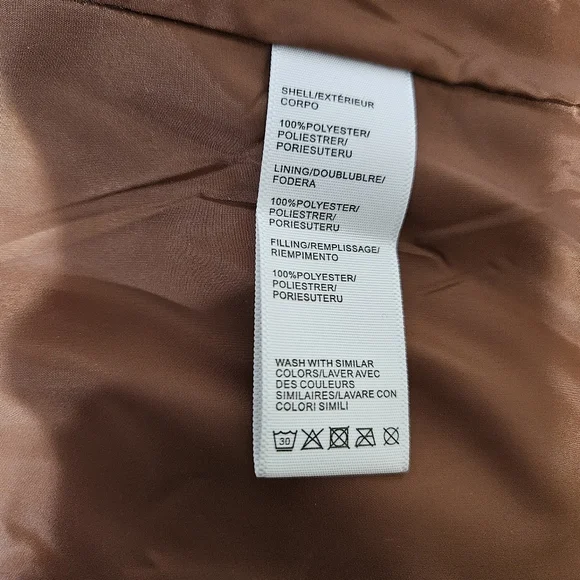 SHELL/EXTÉRIEUR
CORPO
100%POLYESTER/
POLIESTRER/
PORIESUTERU
LINING/DOUBLUBLRE/
FODERA
100%POLYESTER/
POLIESTRER/
PORIESUTERU
FILLING/REMPLISSAGE/
RIEMPIMENTO
100%POLYESTER/
POLIESTRER/
PORIESUTERU
WASH WITH SIMILAR
COLORS/LAVER AVEC
DES COULEURS
SIMILAIRES/LAVARE CON
COLORI SIMILI
30